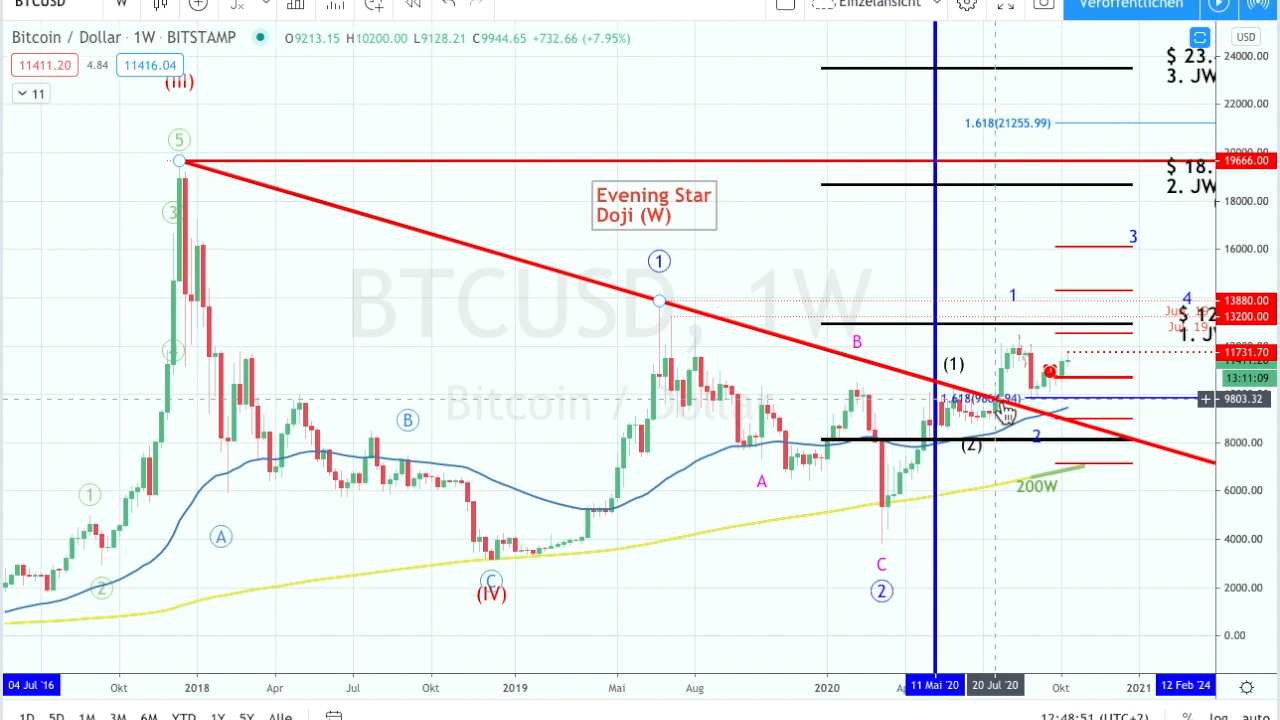 BTCUSD W Einzelansicht Veröffentlichen
Bitcoin / Dollar · 1W · BITSTAMP O9213.15 H10200.00 L9128.21 C9944.65 +732.66 (+7.95%)
USD
11411.20 4.84 11416.04
11
(III)
5
3
4
1
2
A
B
C
(IV)
Evening Star
Doji (W)
1
BTCUSD, 1W
Bitcoin / Dollar
A
B
C
2
(1)
(2)
1.618(21255.99)
1
2
3
4
200W
$ 23.
3. JW
$ 18.
2. JW
1. J
24000.00
22000.00
20000.00
19666.00
18000.00
16000.00
13880.00
13200.00
11731.70
13:11:09
9803.32
8000.00
6000.00
4000.00
2000.00
0.00
04 Jul '16 Okt 2018 Apr Jul Okt 2019 Mai Aug 2020 11 Mai '20 20 Jul '20 Okt 2021 12 Feb '24
1D 5D 1M 3M 6M YTD 1Y 5Y Alle 12:48:51 (UTC+2) % log auto